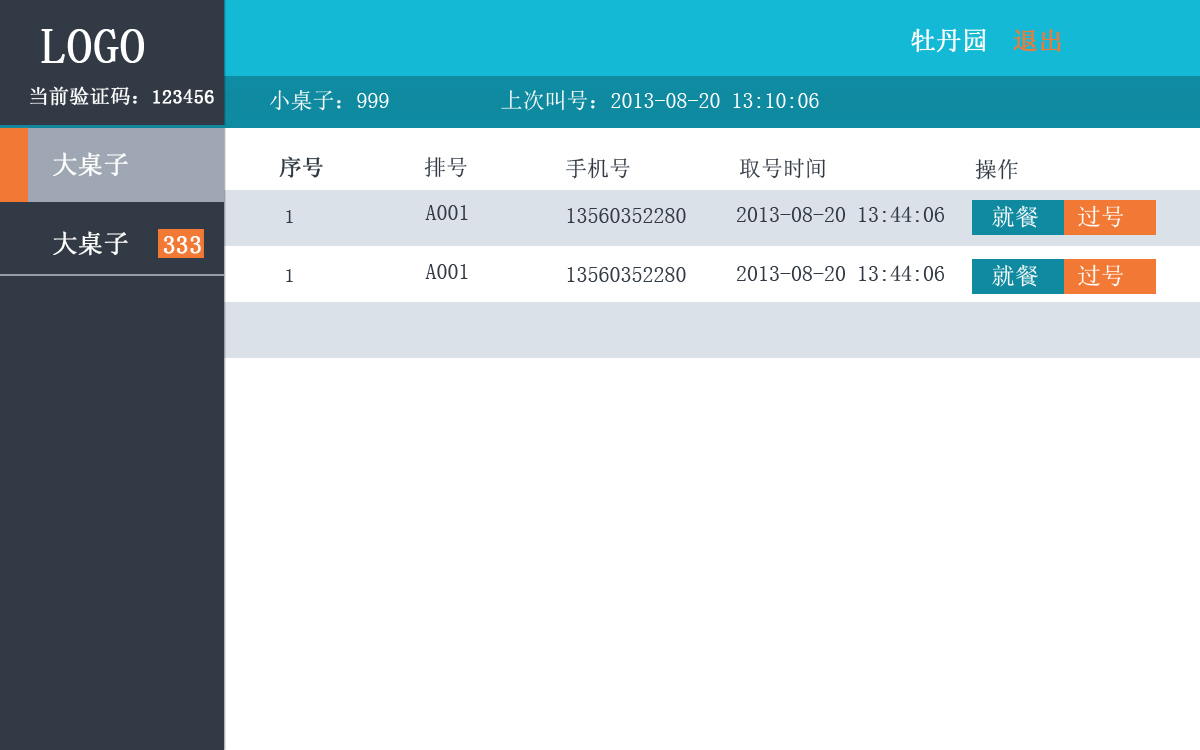 LOGO
牡丹园 退出
当前验证码：123456
小桌子：999 上次叫号：2013-08-20 13:10:06
大桌子
大桌子 333
序号 排号 手机号 取号时间 操作
1 A001 13560352280 2013-08-20 13:44:06 就餐 过号
1 A001 13560352280 2013-08-20 13:44:06 就餐 过号